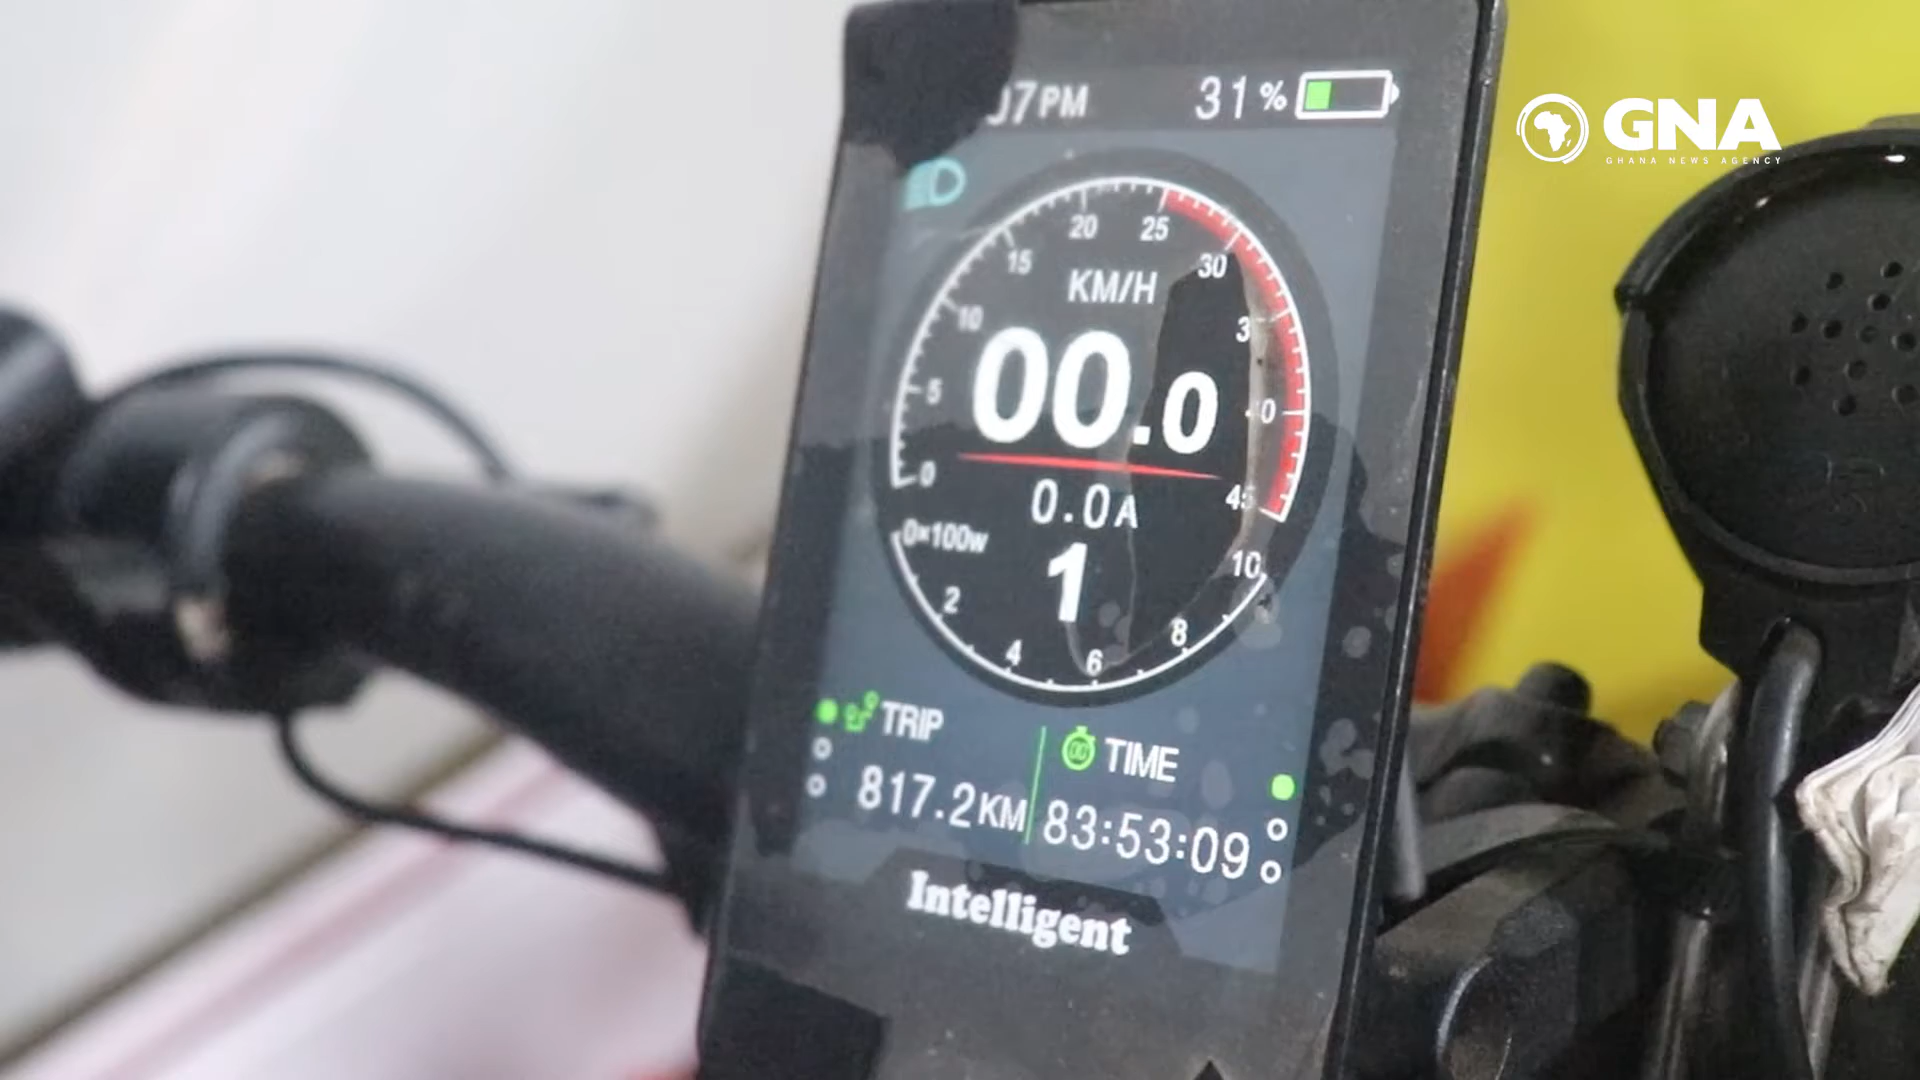 07PM 31%
GNA
GHANA NEWS AGENCY
20 25
15 30
KM/H
10
00.0
5
0
0.0A
45
0×100w
1
10
2
8
4
6
TRIP
TIME
817.2KM
83:53:09
Intelligent